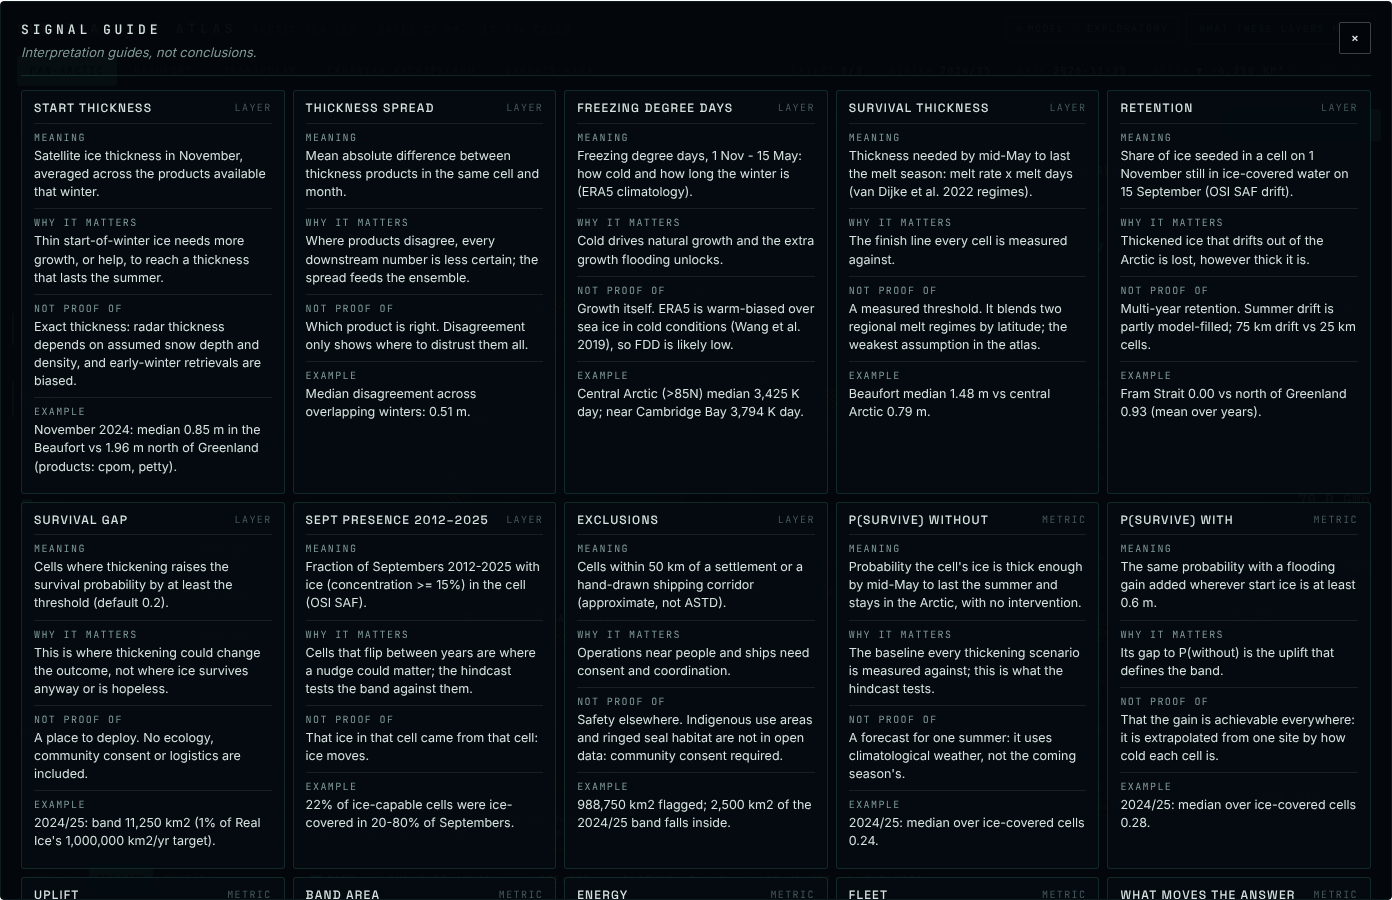 SIGNAL GUIDE
Interpretation guides, not conclusions.
×
START THICKNESS LAYER
MEANING
Satellite ice thickness in November,
averaged across the products available
that winter.
WHY IT MATTERS
Thin start-of-winter ice needs more
growth, or help, to reach a thickness
that lasts the summer.
NOT PROOF OF
Exact thickness: radar thickness
depends on assumed snow depth and
density, and early-winter retrievals are
biased.
EXAMPLE
November 2024: median 0.85 m in the
Beaufort vs 1.96 m north of Greenland
(products: cpom, petty).
THICKNESS SPREAD LAYER
MEANING
Mean absolute difference between
thickness products in the same cell and
month.
WHY IT MATTERS
Where products disagree, every
downstream number is less certain; the
spread feeds the ensemble.
NOT PROOF OF
Which product is right. Disagreement
only shows where to distrust them all.
EXAMPLE
Median disagreement across
overlapping winters: 0.51 m.
FREEZING DEGREE DAYS LAYER
MEANING
Freezing degree days, 1 Nov - 15 May:
how cold and how long the winter is
(ERA5 climatology).
WHY IT MATTERS
Cold drives natural growth and the extra
growth flooding unlocks.
NOT PROOF OF
Growth itself. ERA5 is warm-biased over
sea ice in cold conditions (Wang et al.
2019), so FDD is likely low.
EXAMPLE
Central Arctic (>85N) median 3,425 K
day; near Cambridge Bay 3,794 K day.
SURVIVAL THICKNESS LAYER
MEANING
Thickness needed by mid-May to last
the melt season: melt rate x melt days
(van Dijke et al. 2022 regimes).
WHY IT MATTERS
The finish line every cell is measured
against.
NOT PROOF OF
A measured threshold. It blends two
regional melt regimes by latitude; the
weakest assumption in the atlas.
EXAMPLE
Beaufort median 1.48 m vs central
Arctic 0.79 m.
RETENTION LAYER
MEANING
Share of ice seeded in a cell on 1
November still in ice-covered water on
15 September (OSI SAF drift).
WHY IT MATTERS
Thickened ice that drifts out of the
Arctic is lost, however thick it is.
NOT PROOF OF
Multi-year retention. Summer drift is
partly model-filled; 75 km drift vs 25 km
cells.
EXAMPLE
Fram Strait 0.00 vs north of Greenland
0.93 (mean over years).
SURVIVAL GAP LAYER
MEANING
Cells where thickening raises the
survival probability by at least the
threshold (default 0.2).
WHY IT MATTERS
This is where thickening could change
the outcome, not where ice survives
anyway or is hopeless.
NOT PROOF OF
A place to deploy. No ecology,
community consent or logistics are
included.
EXAMPLE
2024/25: band 11,250 km2 (1% of Real
Ice's 1,000,000 km2/yr target).
SEPT PRESENCE 2012–2025 LAYER
MEANING
Fraction of Septembers 2012-2025 with
ice (concentration >= 15%) in the cell
(OSI SAF).
WHY IT MATTERS
Cells that flip between years are where
a nudge could matter; the hindcast
tests the band against them.
NOT PROOF OF
That ice in that cell came from that cell:
ice moves.
EXAMPLE
22% of ice-capable cells were ice-
covered in 20-80% of Septembers.
EXCLUSIONS LAYER
MEANING
Cells within 50 km of a settlement or a
hand-drawn shipping corridor
(approximate, not ASTD).
WHY IT MATTERS
Operations near people and ships need
consent and coordination.
NOT PROOF OF
Safety elsewhere. Indigenous use areas
and ringed seal habitat are not in open
data: community consent required.
EXAMPLE
988,750 km2 flagged; 2,500 km2 of the
2024/25 band falls inside.
P(SURVIVE) WITHOUT METRIC
MEANING
Probability the cell's ice is thick enough
by mid-May to last the summer and
stays in the Arctic, with no intervention.
WHY IT MATTERS
The baseline every thickening scenario
is measured against; this is what the
hindcast tests.
NOT PROOF OF
A forecast for one summer: it uses
climatological weather, not the coming
season's.
EXAMPLE
2024/25: median over ice-covered cells
0.24.
P(SURVIVE) WITH METRIC
MEANING
The same probability with a flooding
gain added wherever start ice is at least
0.6 m.
WHY IT MATTERS
Its gap to P(without) is the uplift that
defines the band.
NOT PROOF OF
That the gain is achievable everywhere:
it is extrapolated from one site by how
cold each cell is.
EXAMPLE
2024/25: median over ice-covered cells
0.28.
UPLIFT METRIC
BAND AREA METRIC
ENERGY METRIC
FLEET METRIC
WHAT MOVES THE ANSWER METRIC